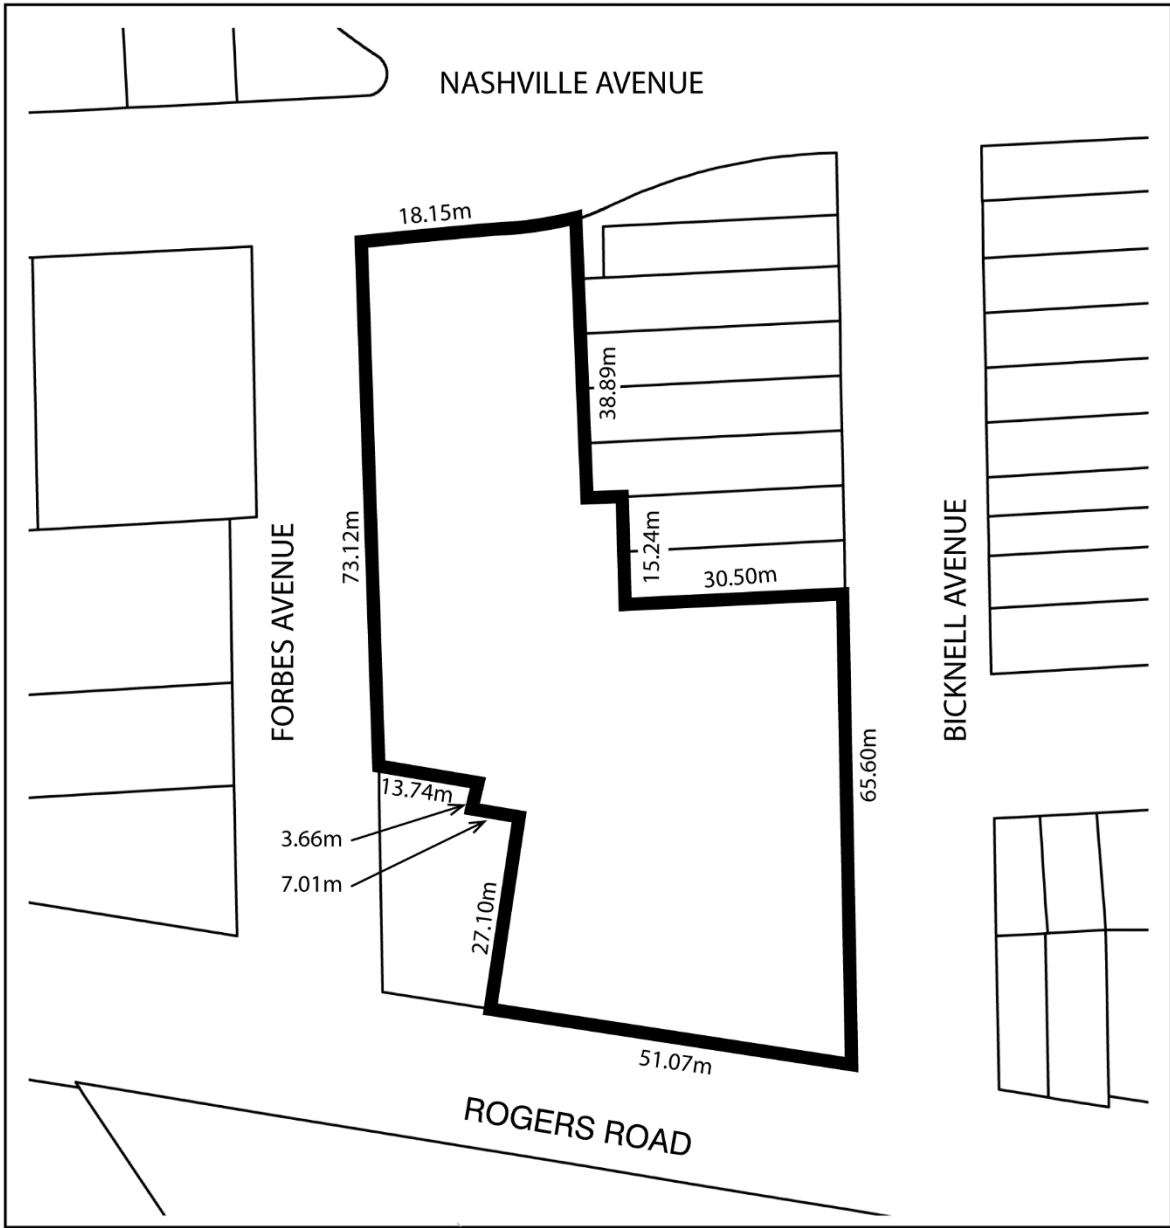 NASHVILLE AVENUE
18.15m
38.89m
73.12m
15.24m
30.50m
FORBES AVENUE
BICKNELL AVENUE
65.60m
13.74m
3.66m
7.01m
27.10m
51.07m
ROGERS ROAD